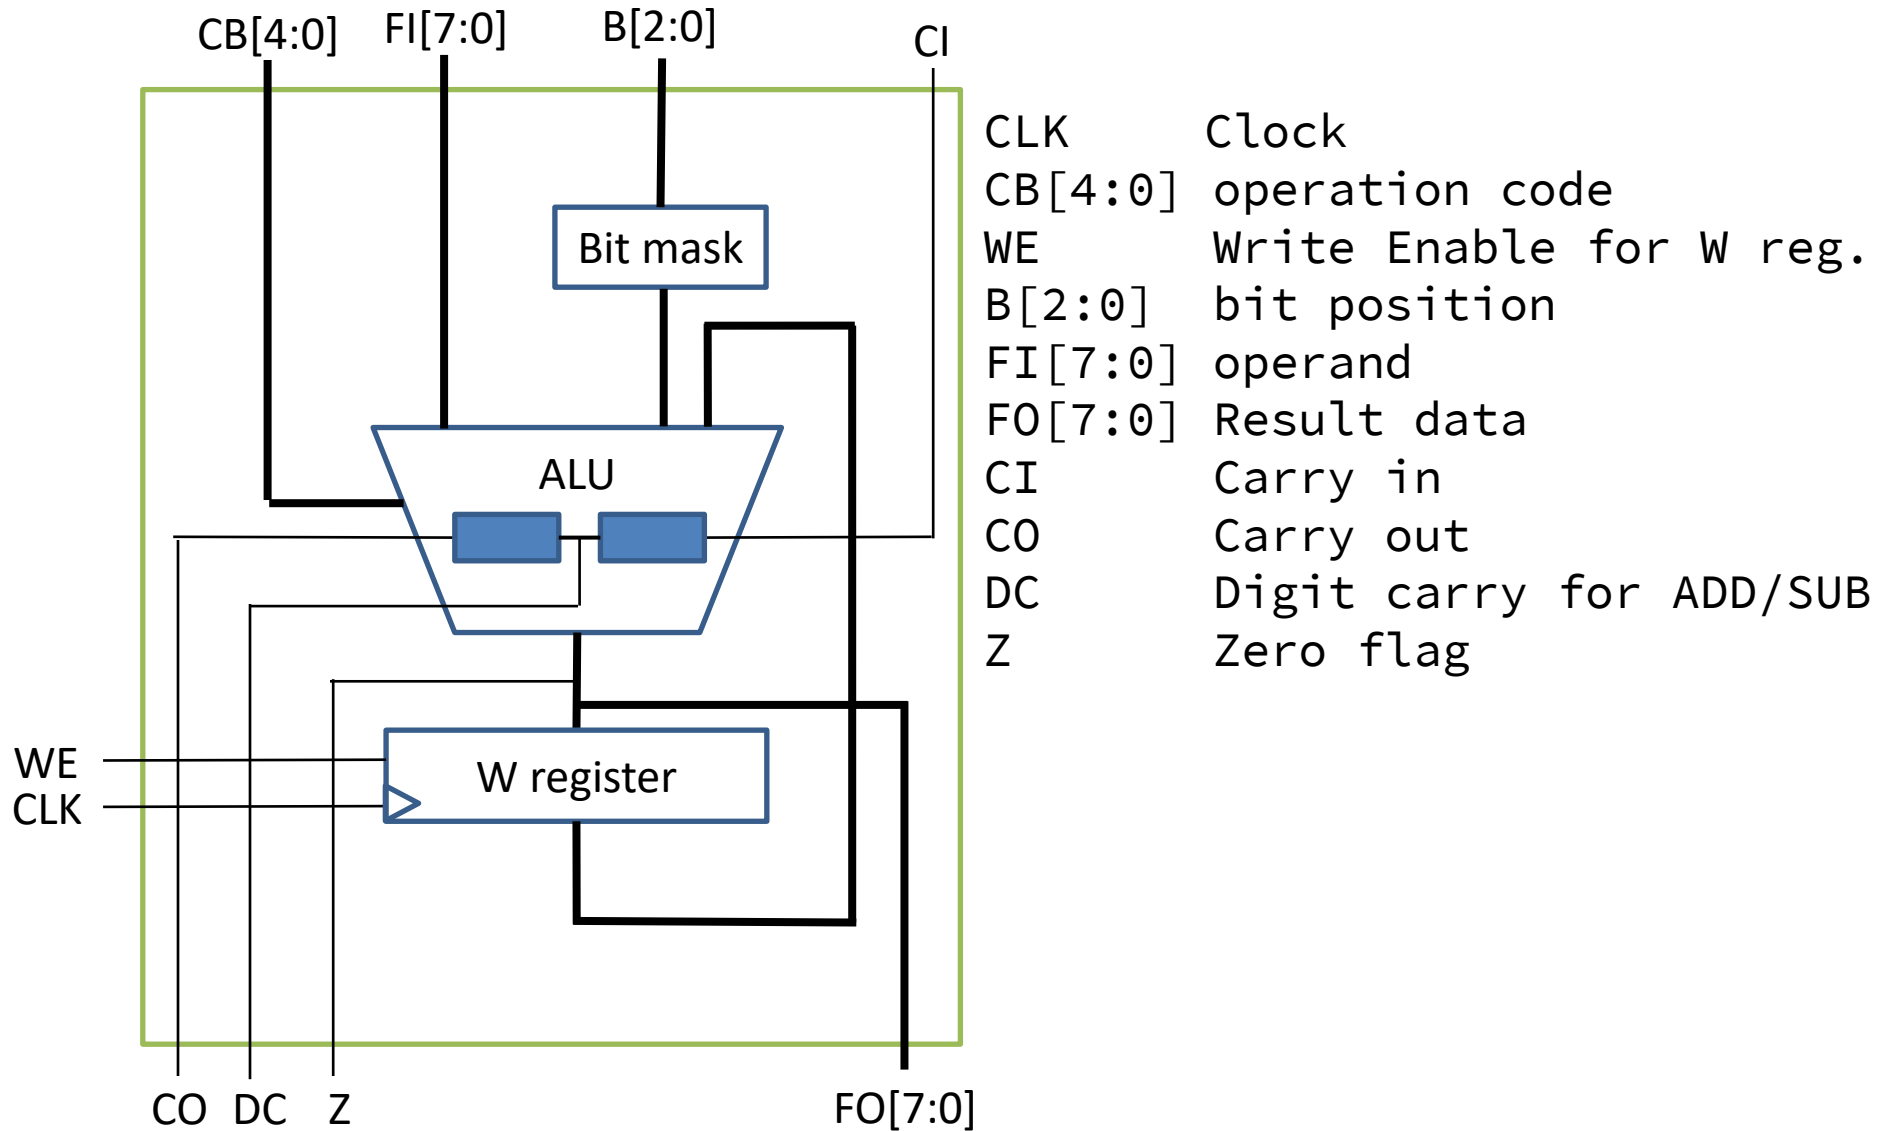 CB[4:0] FI[7:0] B[2:0] CI
Bit mask
ALU
W register
WE
CLK
CO DC Z FO[7:0]
CLK Clock
CB[4:0] operation code
WE Write Enable for W reg.
B[2:0] bit position
FI[7:0] operand
FO[7:0] Result data
CI Carry in
CO Carry out
DC Digit carry for ADD/SUB
Z Zero flag